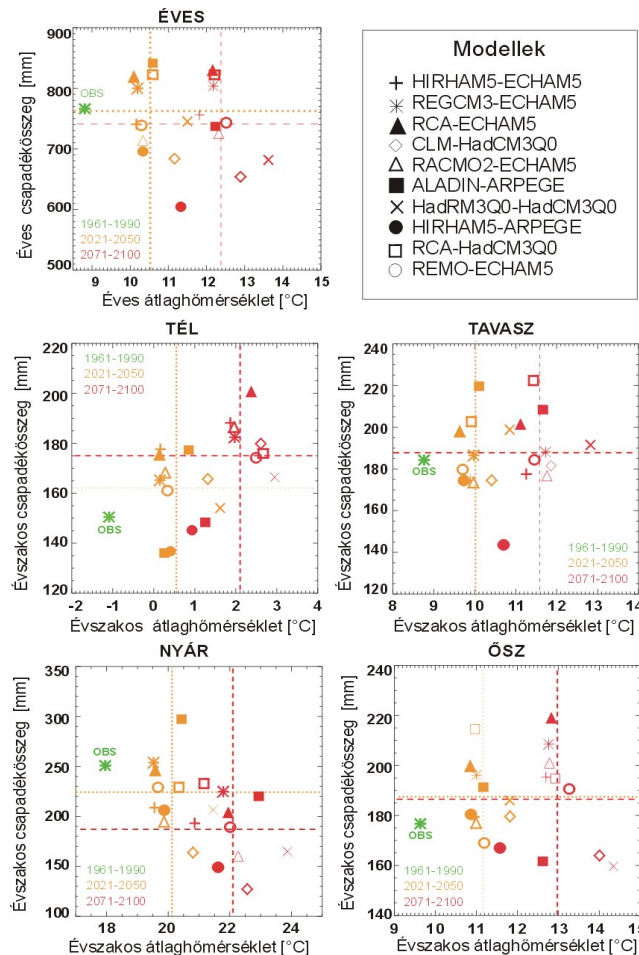 ÉVES
Éves csapadékösszeg [mm]
900
800
700
600
500
OBS
1961-1990
2021-2050
2071-2100
9 10 11 12 13 14 15
Éves átlaghőmérséklet [°C]
Modellek
HIRHAM5-ECHAM5
REGCM3-ECHAM5
RCA-ECHAM5
CLM-HadCM3Q0
RACMO2-ECHAM5
ALADIN-ARPEGE
HadRM3Q0-HadCM3Q0
HIRHAM5-ARPEGE
RCA-HadCM3Q0
REMO-ECHAM5
TÉL
Évszakos csapadékösszeg [mm]
220
200
180
160
140
120
1961-1990
2021-2050
2071-2100
OBS
-2 -1 0 1 2 3 4
Évszakos átlaghőmérséklet [°C]
TAVASZ
Évszakos csapadékösszeg [mm]
240
220
200
180
160
140
120
OBS
1961-1990
2021-2050
2071-2100
8 9 10 11 12 13 14
Évszakos átlaghőmérséklet [°C]
NYÁR
Évszakos csapadékösszeg [mm]
350
300
250
200
150
100
OBS
1961-1990
2021-2050
2071-2100
18 20 22 24
Évszakos átlaghőmérséklet [°C]
ŐSZ
Évszakos csapadékösszeg [mm]
240
220
200
180
160
140
OBS
1961-1990
2021-2050
2071-2100
9 10 11 12 13 14 15
Évszakos átlaghőmérséklet [°C]